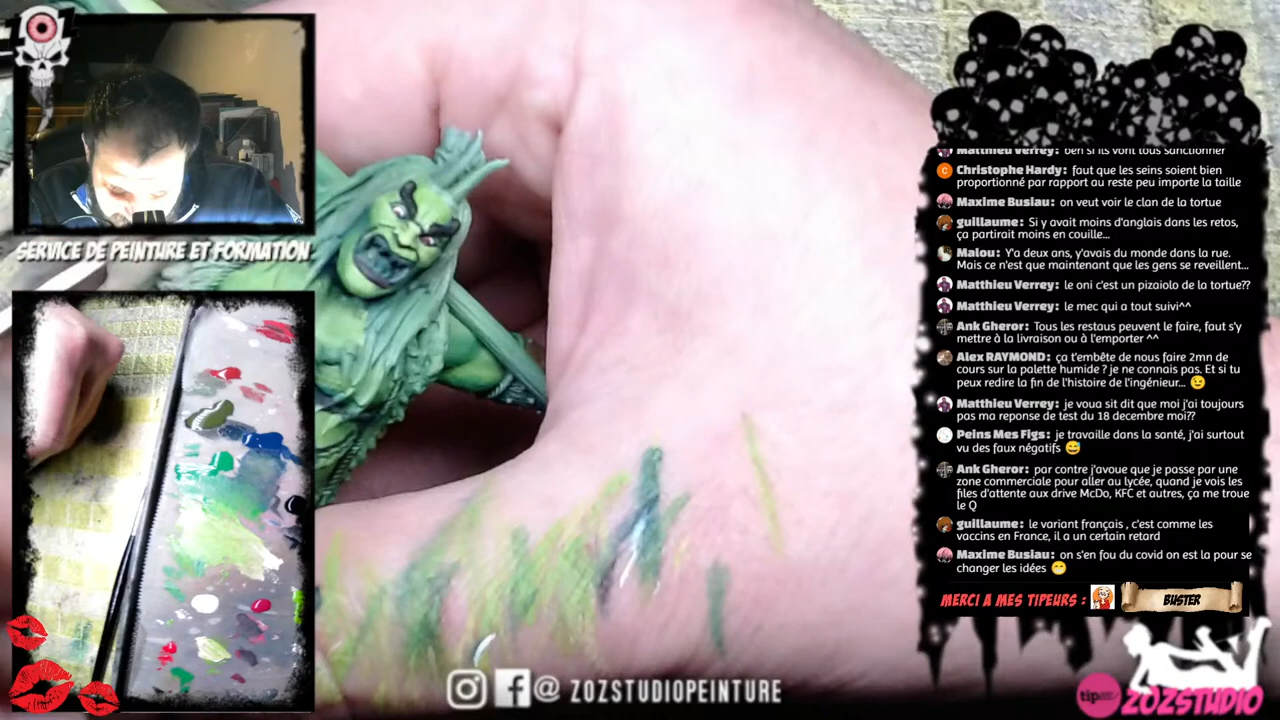 SERVICE DE PEINTURE ET FORMATION
Matthieu Verrey: ben si ils vont tous sanctionner
Christophe Hardy: faut que les seins soient bien
proportionné par rapport au reste peu importe la taille
Maxime Busiau: on veut voir le clan de la tortue
guillaume: Si y avait moins d'anglais dans les retos,
ça partirait moins en couille...
Malou: Y'a deux ans, y'avais du monde dans la rue.
Mais ce n'est que maintenant que les gens se reveillent...
Matthieu Verrey: le oni c'est un pizaiolo de la tortue??
Matthieu Verrey: le mec qui a tout suivi^^
Ank Gheror: Tous les restaus peuvent le faire, faut s'y
mettre à la livraison ou à l'emporter ^^
Alex RAYMOND: ça t'embête de nous faire 2mn de
cours sur la palette humide ? je ne connais pas. Et si tu
peux redire la fin de l'histoire de l'ingénieur... 😉
Matthieu Verrey: je voua sit dit que moi j'ai toujours
pas ma reponse de test du 18 decembre moi??
Peins Mes Figs: je travaille dans la santé, j'ai surtout
vu des faux négatifs 😅
Ank Gheror: par contre j'avoue que je passe par une
zone commerciale pour aller au lycée, quand je vois les
files d'attente aux drive McDo, KFC et autres, ça me troue
le Q
guillaume: le variant français , c'est comme les
vaccins en France, il a un certain retard
Maxime Busiau: on s'en fou du covid on est la pour se
changer les idées 😁
MERCI A MES TIPEURS :
BUSTER
@ ZOZSTUDIOPEINTURE
tip
ZOZSTUDIO